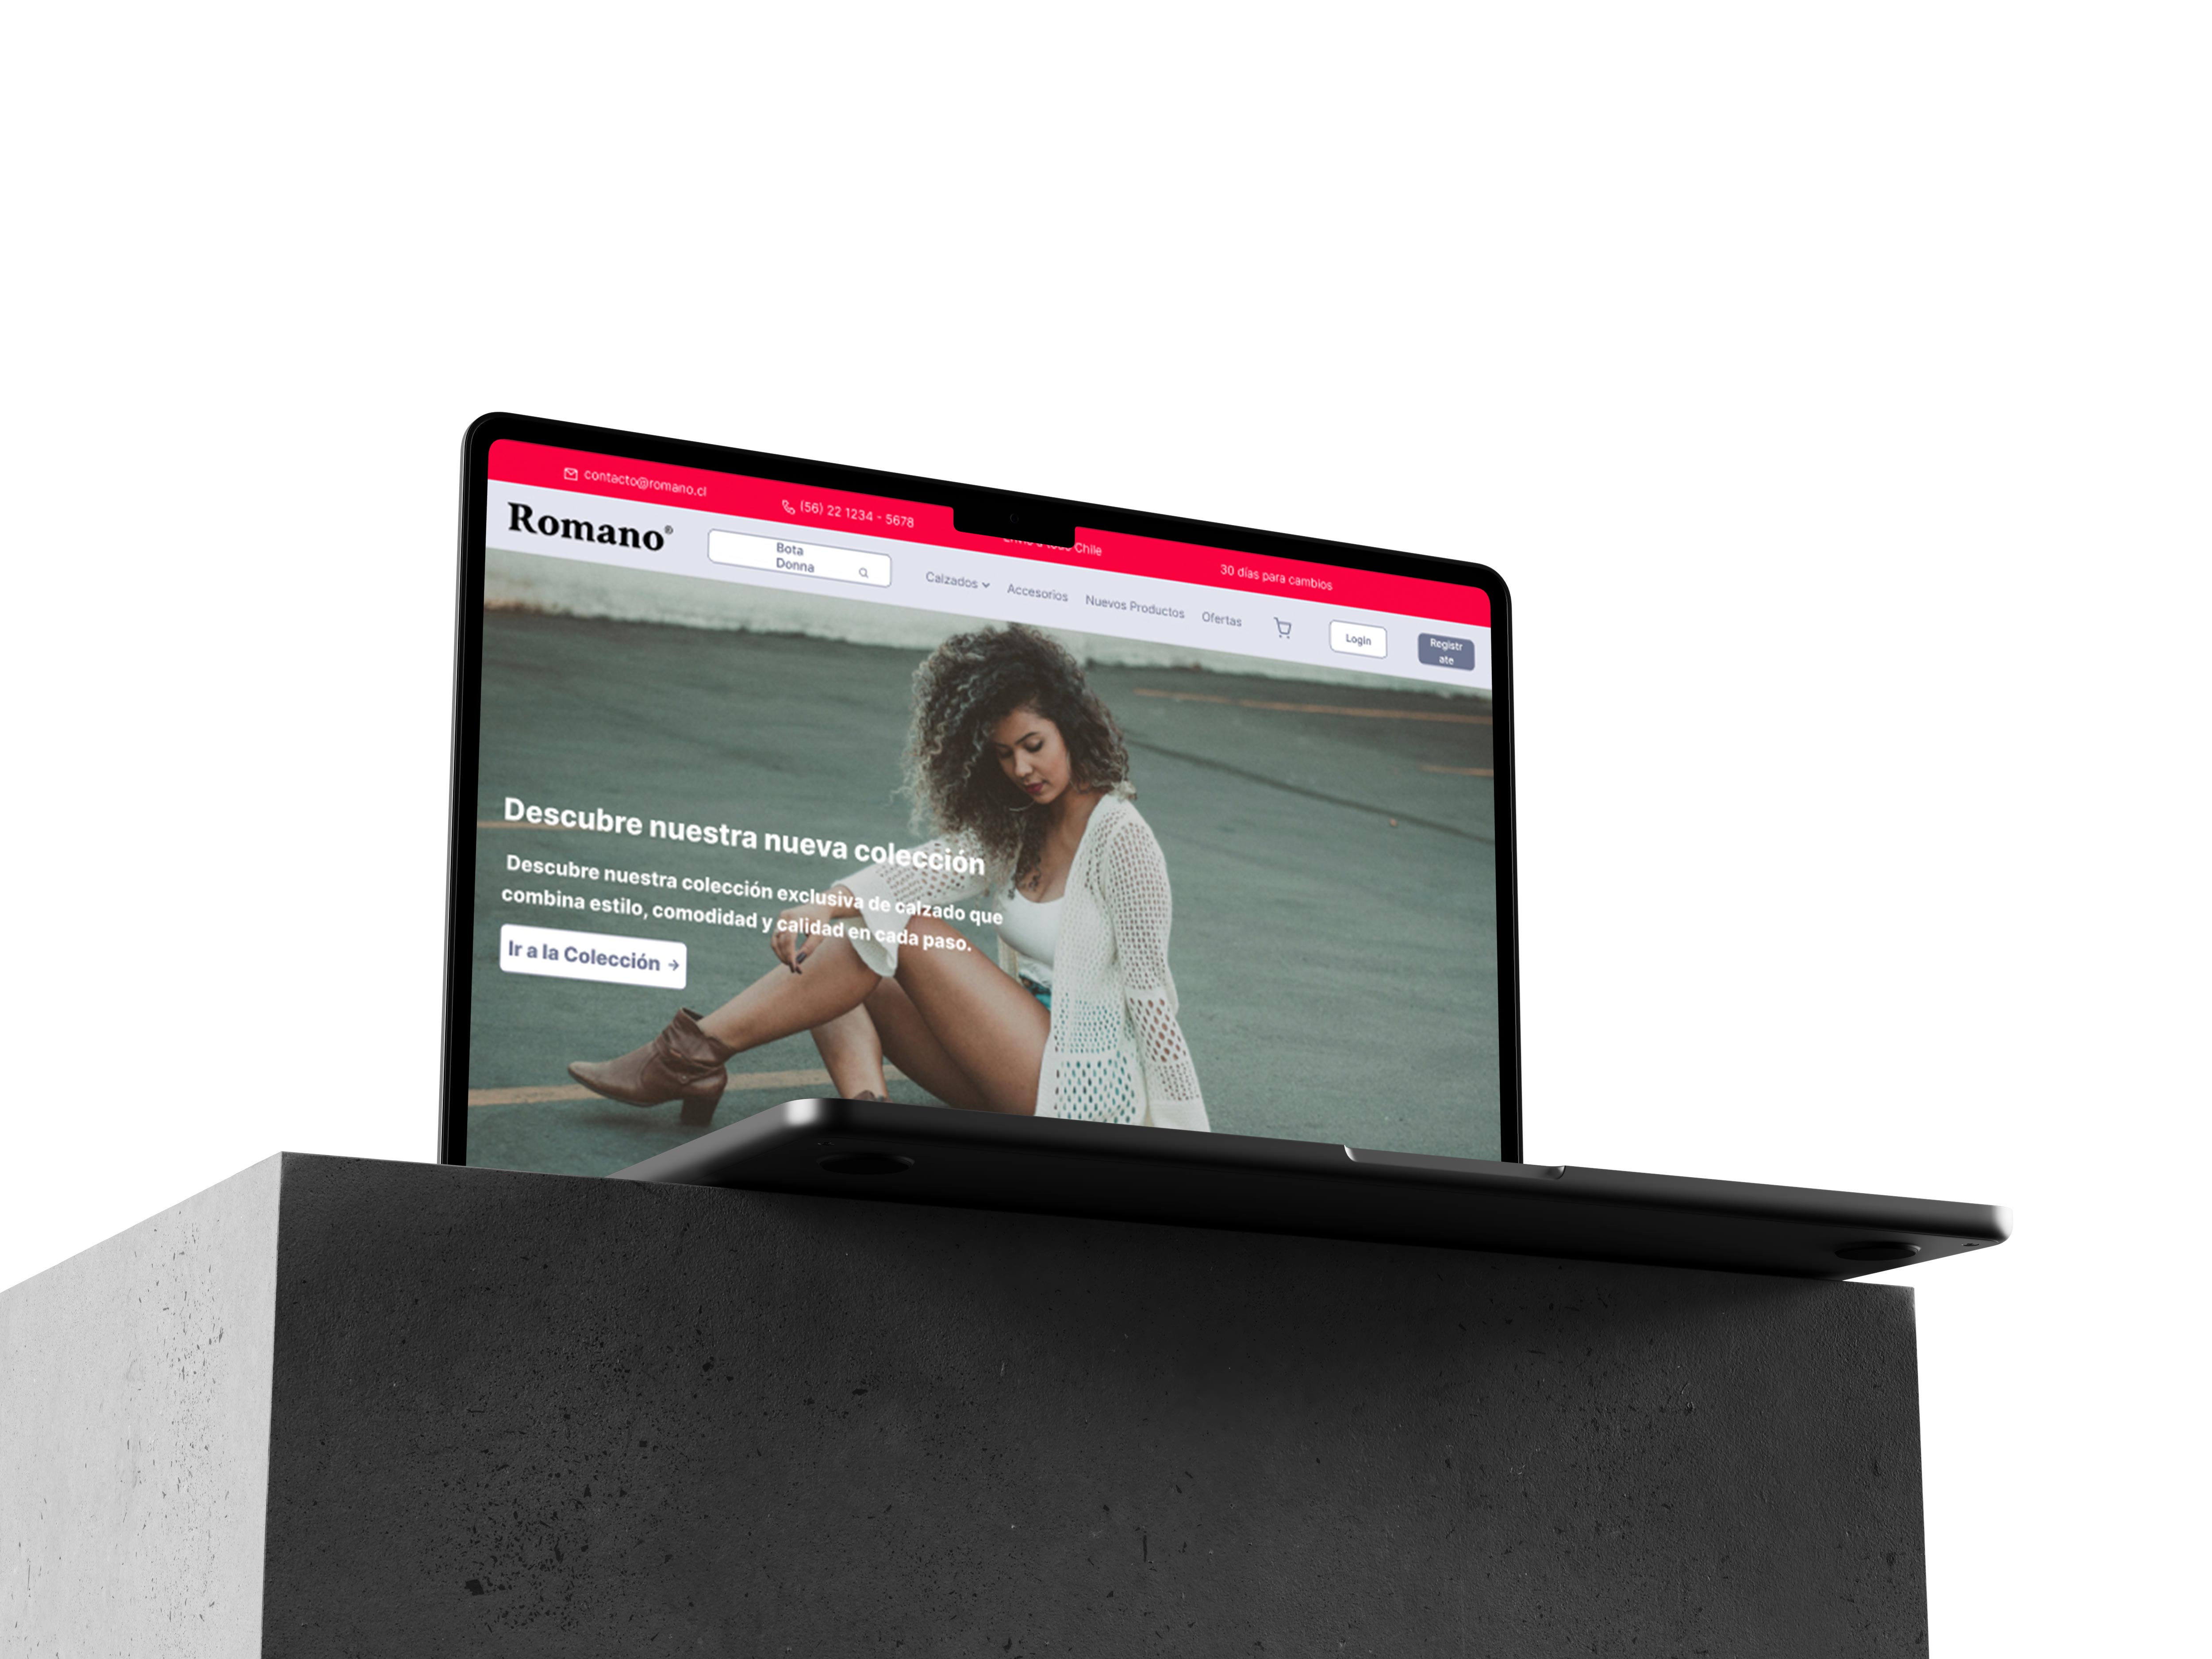 contacto@romano.cl
(56) 22 1234 - 5678
Chile
30 días para cambios
Romano®
Bota
Donna
Calzados
Accesorios
Nuevos Productos
Ofertas
Login
Registr
ate
Descubre nuestra nueva colección
Descubre nuestra colección exclusiva de calzado que
combina estilo, comodidad y calidad en cada paso.
Ir a la Colección →